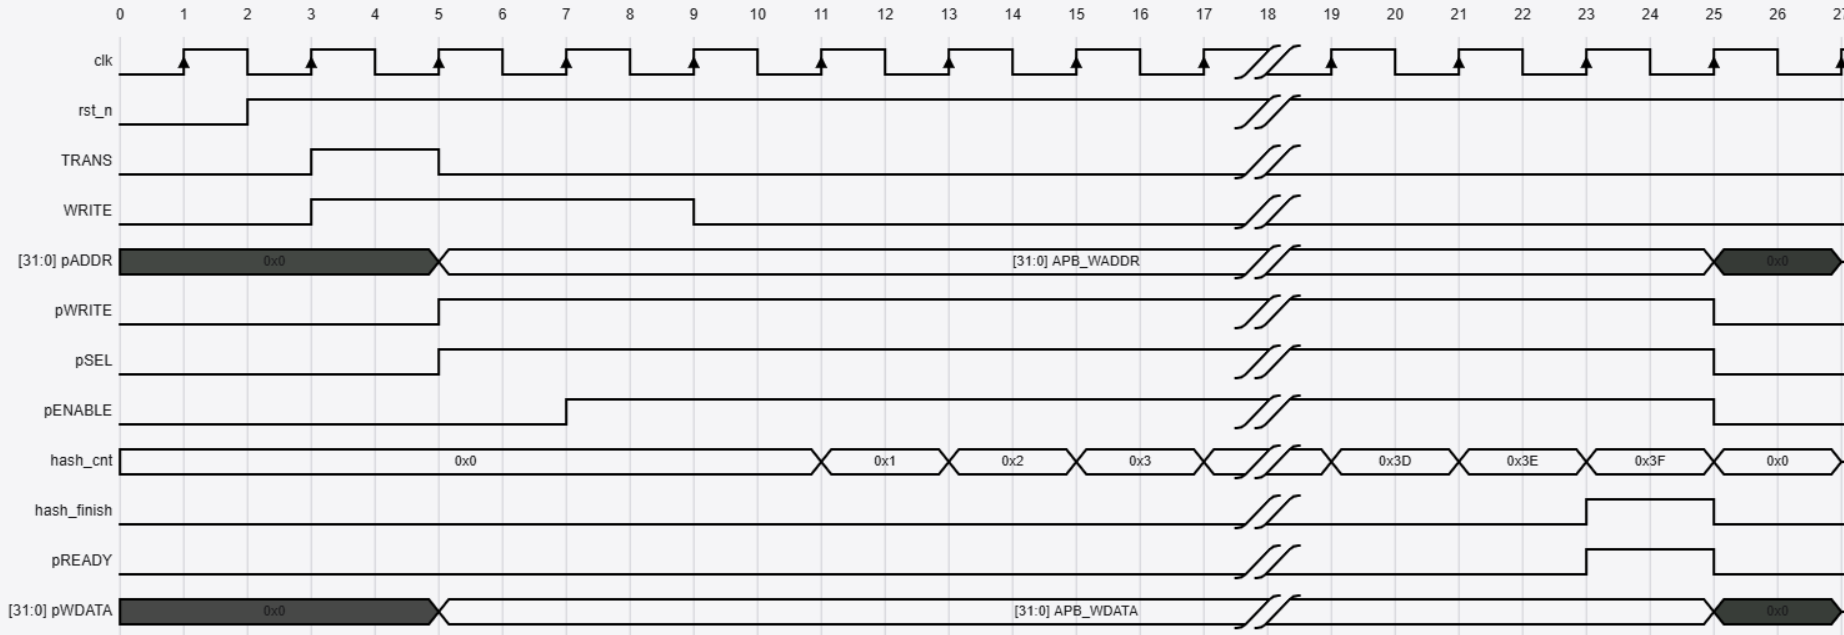 0 1 2 3 4 5 6 7 8 9 10 11 12 13 14 15 16 17 18 19 20 21 22 23 24 25 26 27
clk
rst_n
TRANS
WRITE
[31:0] pADDR 0x0 [31:0] APB_WADDR 0x0
pWRITE
pSEL
pENABLE
hash_cnt 0x0 0x1 0x2 0x3 0x3D 0x3E 0x3F 0x0
hash_finish
pREADY
[31:0] pWDATA 0x0 [31:0] APB_WDATA 0x0